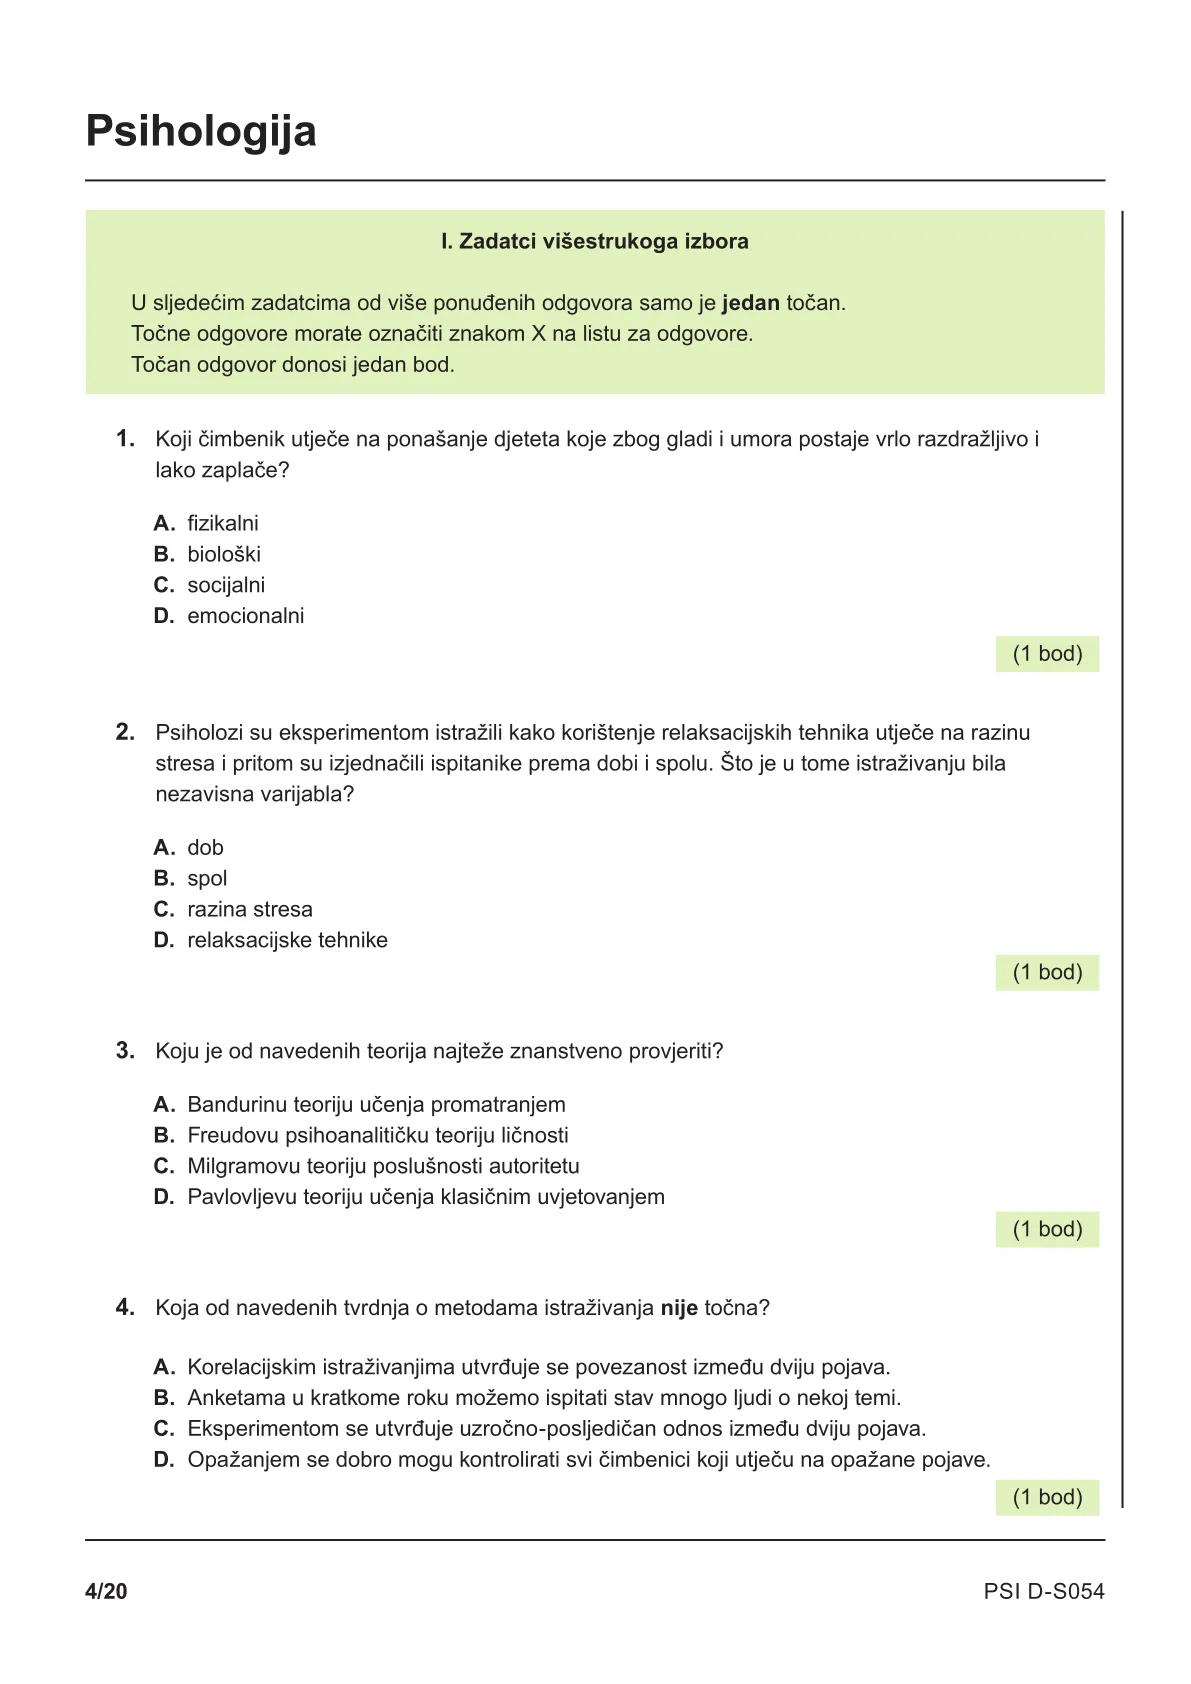 Psihologija
I. Zadatci višestrukoga izbora
U sljedećim zadatcima od više ponuđenih odgovora samo je jedan točan.
Točne odgovore morate označiti znakom X na listu za odgovore.
Točan odgovor donosi jedan bod.
1. Koji čimbenik utječe na ponašanje djeteta koje zbog gladi i umora postaje vrlo razdražljivo i
lako zaplače?
A. fizikalni
B. biološki
C. socijalni
D. emocionalni
(1 bod)
2. Psiholozi su eksperimentom istražili kako korištenje relaksacijskih tehnika utječe na razinu
stresa i pritom su izjednačili ispitanike prema dobi i spolu. Što je u tome istraživanju bila
nezavisna varijabla?
A. dob
B. spol
C. razina stresa
D. relaksacijske tehnike
(1 bod)
3. Koju je od navedenih teorija najteže znanstveno provjeriti?
A. Bandurinu teoriju učenja promatranjem
B. Freudovu psihoanalitičku teoriju ličnosti
C. Milgramovu teoriju poslušnosti autoritetu
D. Pavlovljevu teoriju učenja klasičnim uvjetovanjem
(1 bod)
4. Koja od navedenih tvrdnja o metodama istraživanja nije točna?
A. Korelacijskim istraživanjima utvrđuje se povezanost između dviju pojava.
B. Anketama u kratkome roku možemo ispitati stav mnogo ljudi o nekoj temi.
C. Eksperimentom se utvrđuje uzročno-posljedičan odnos između dviju pojava.
D. Opažanjem se dobro mogu kontrolirati svi čimbenici koji utječu na opažane pojave.
(1 bod)
4/20
PSI D-S054